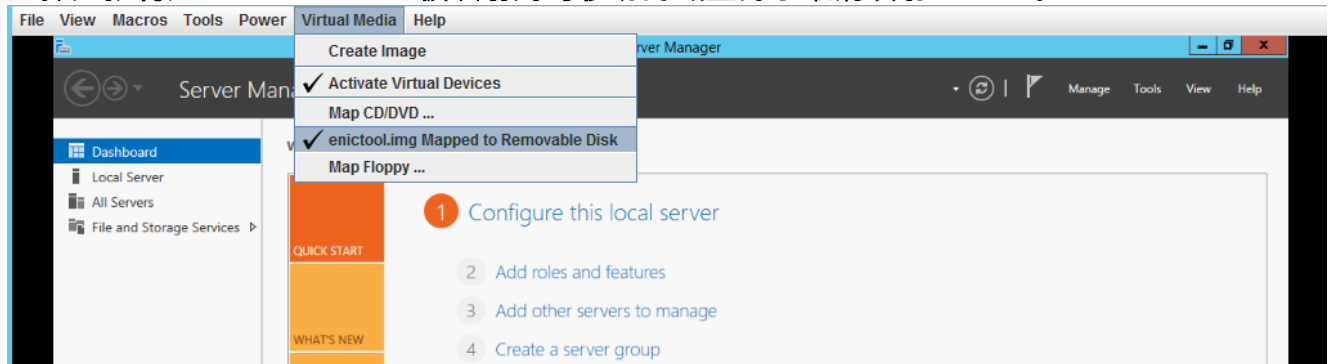 File View Macros Tools Power Virtual Media Help
Create Image
rver Manager
Activate Virtual Devices
Server Mana
Manage Tools View Help
Map CD/DVD ...
enictool.img Mapped to Removable Disk
Map Floppy ...
Dashboard
Local Server
All Servers
File and Storage Services
QUICK START
1 Configure this local server
2 Add roles and features
3 Add other servers to manage
WHAT'S NEW
4 Create a server group